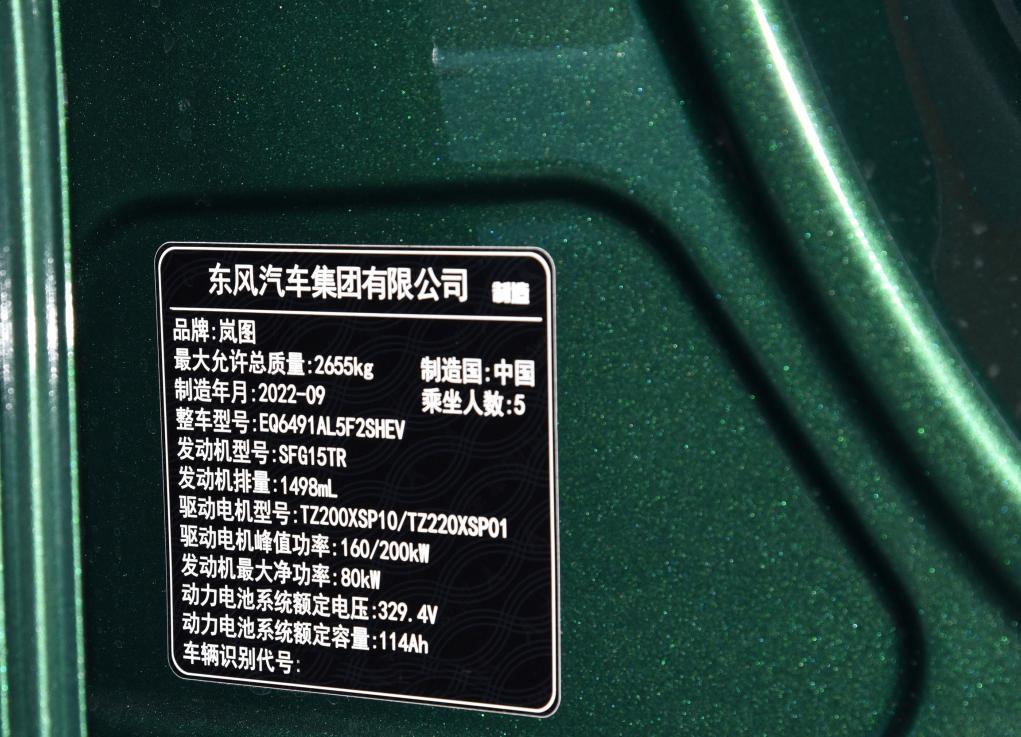 东风汽车集团有限公司 制造
品牌:岚图
最大允许总质量:2655kg 制造国:中国
制造年月:2022-09 乘坐人数:5
整车型号:EQ6491AL5F2SHEV
发动机型号:SFG15TR
发动机排量:1498mL
驱动电机型号:TZ200XSP10/TZ220XSP01
驱动电机峰值功率:160/200kW
发动机最大净功率:80kW
动力电池系统额定电压:329.4V
动力电池系统额定容量:114Ah
车辆识别代号: